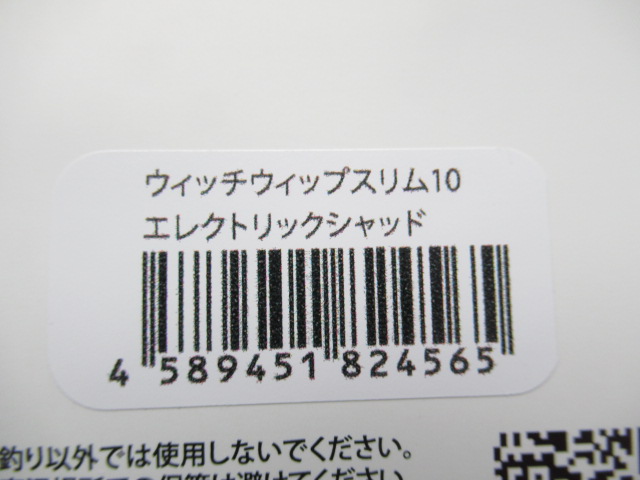 ウィッチウィップスリム10
エレクトリックシャッド
4 589451 824565
釣り以外では使用しないでください。